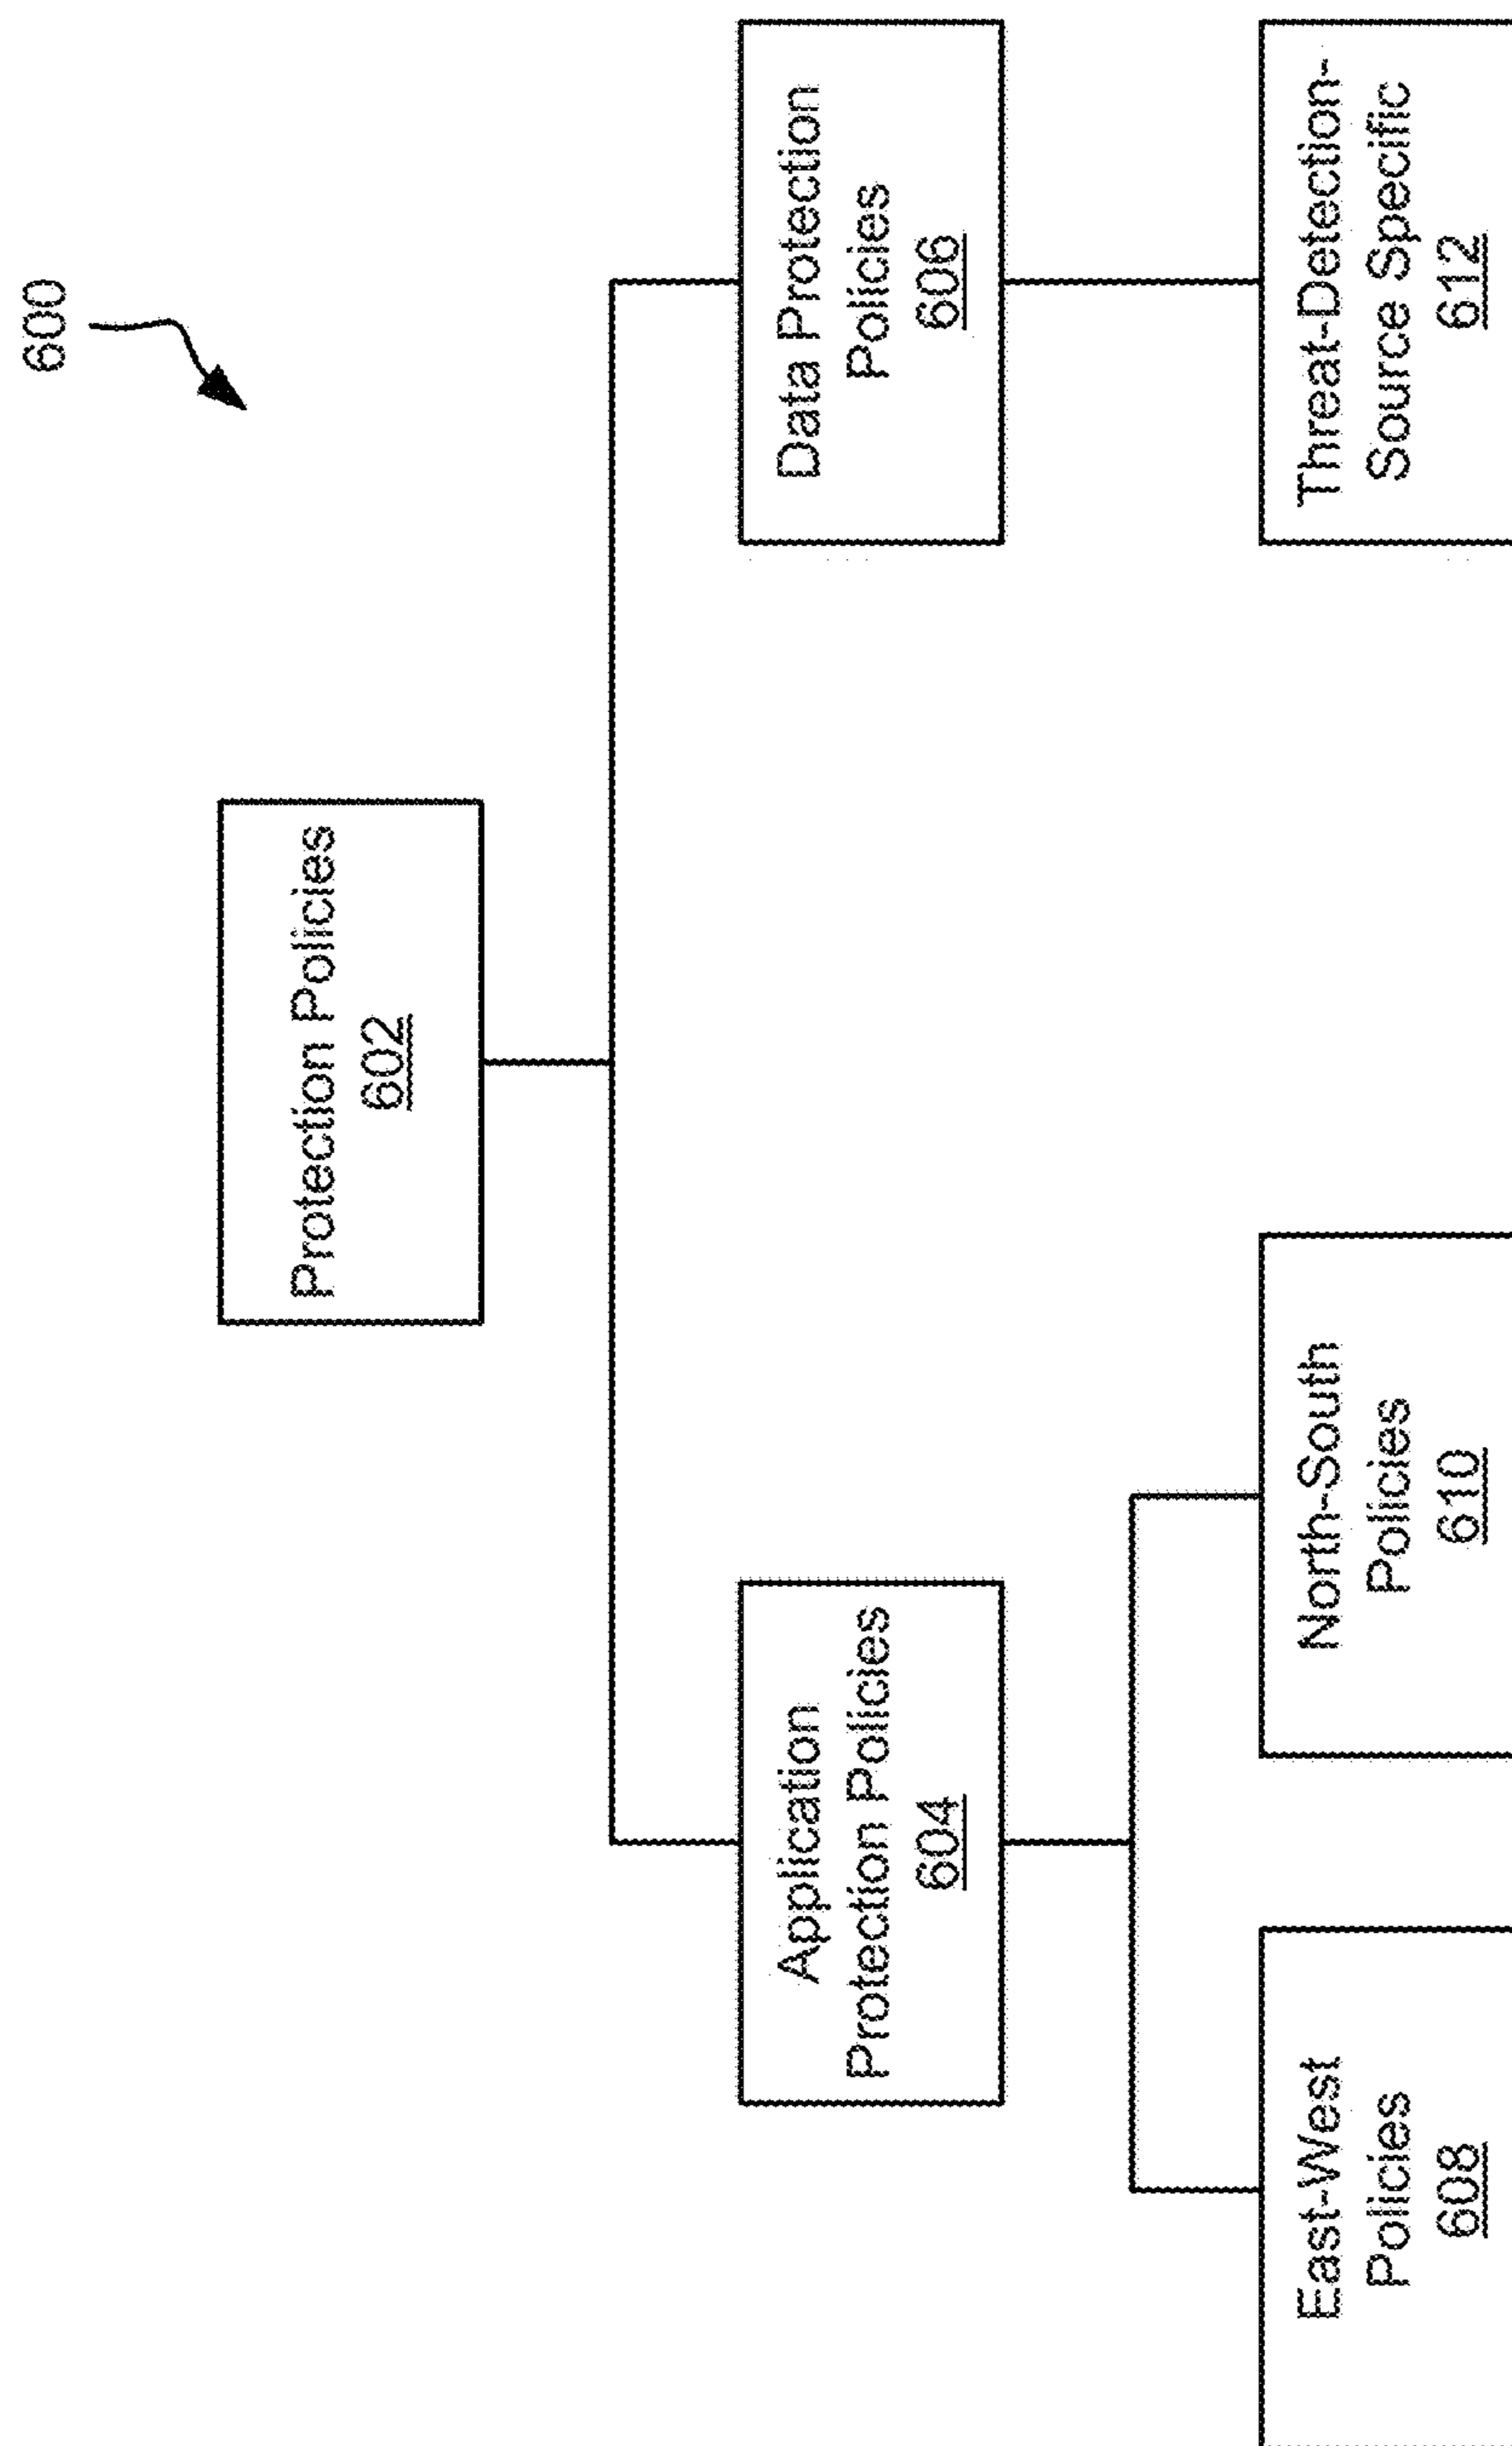 600
Protection Policies
602
Application
Protection Policies
604
Data Protection
Policies
606
East-West
Policies
608
North-South
Policies
610
Threat-Detection-
Source Specific
612